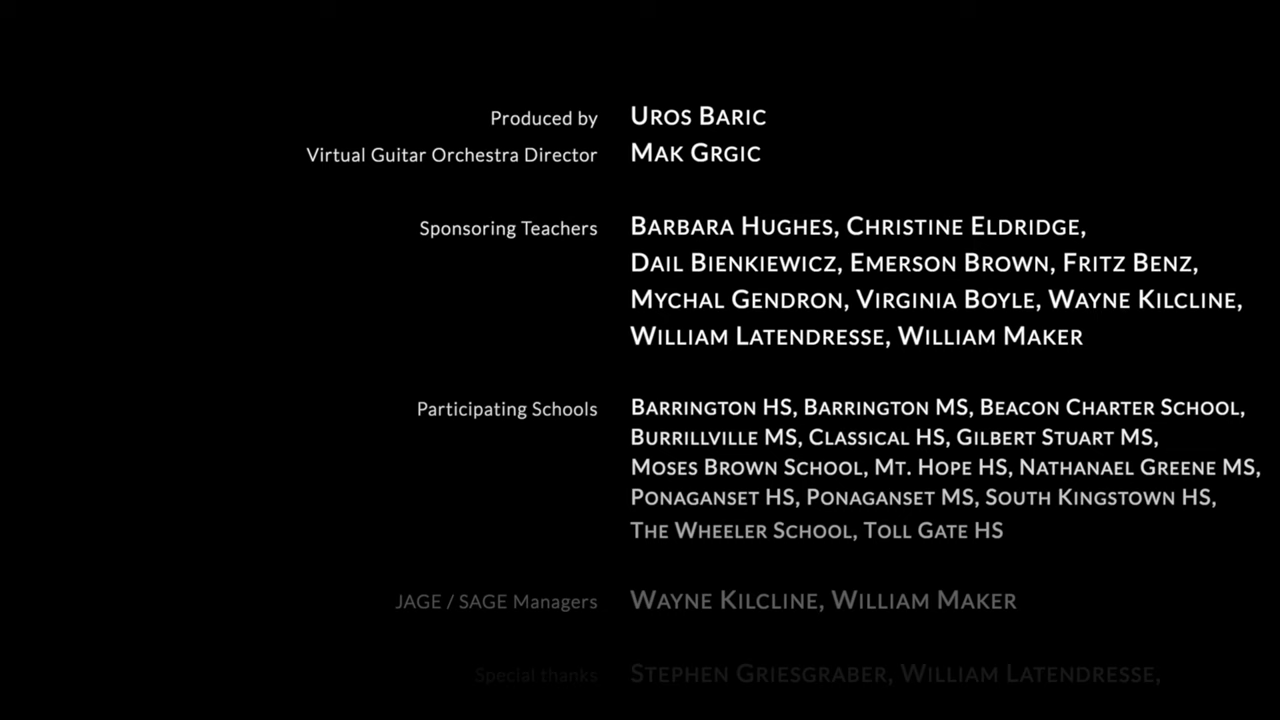 Produced by UROS BARIC
Virtual Guitar Orchestra Director MAK GRGIC
Sponsoring Teachers BARBARA HUGHES, CHRISTINE ELDRIDGE,
DAIL BIENKIEWICZ, EMERSON BROWN, FRITZ BENZ,
MYCHAL GENDRON, VIRGINIA BOYLE, WAYNE KILCLINE,
WILLIAM LATENDRESSE, WILLIAM MAKER
Participating Schools BARRINGTON HS, BARRINGTON MS, BEACON CHARTER SCHOOL,
BURRILLVILLE MS, CLASSICAL HS, GILBERT STUART MS,
MOSES BROWN SCHOOL, MT. HOPE HS, NATHANAEL GREENE MS,
PONAGANSET HS, PONAGANSET MS, SOUTH KINGSTOWN HS,
THE WHEELER SCHOOL, TOLL GATE HS
JAGE / SAGE Managers WAYNE KILCLINE, WILLIAM MAKER
Special thanks STEPHEN GRIESGRABER, WILLIAM LATENDRESSE,